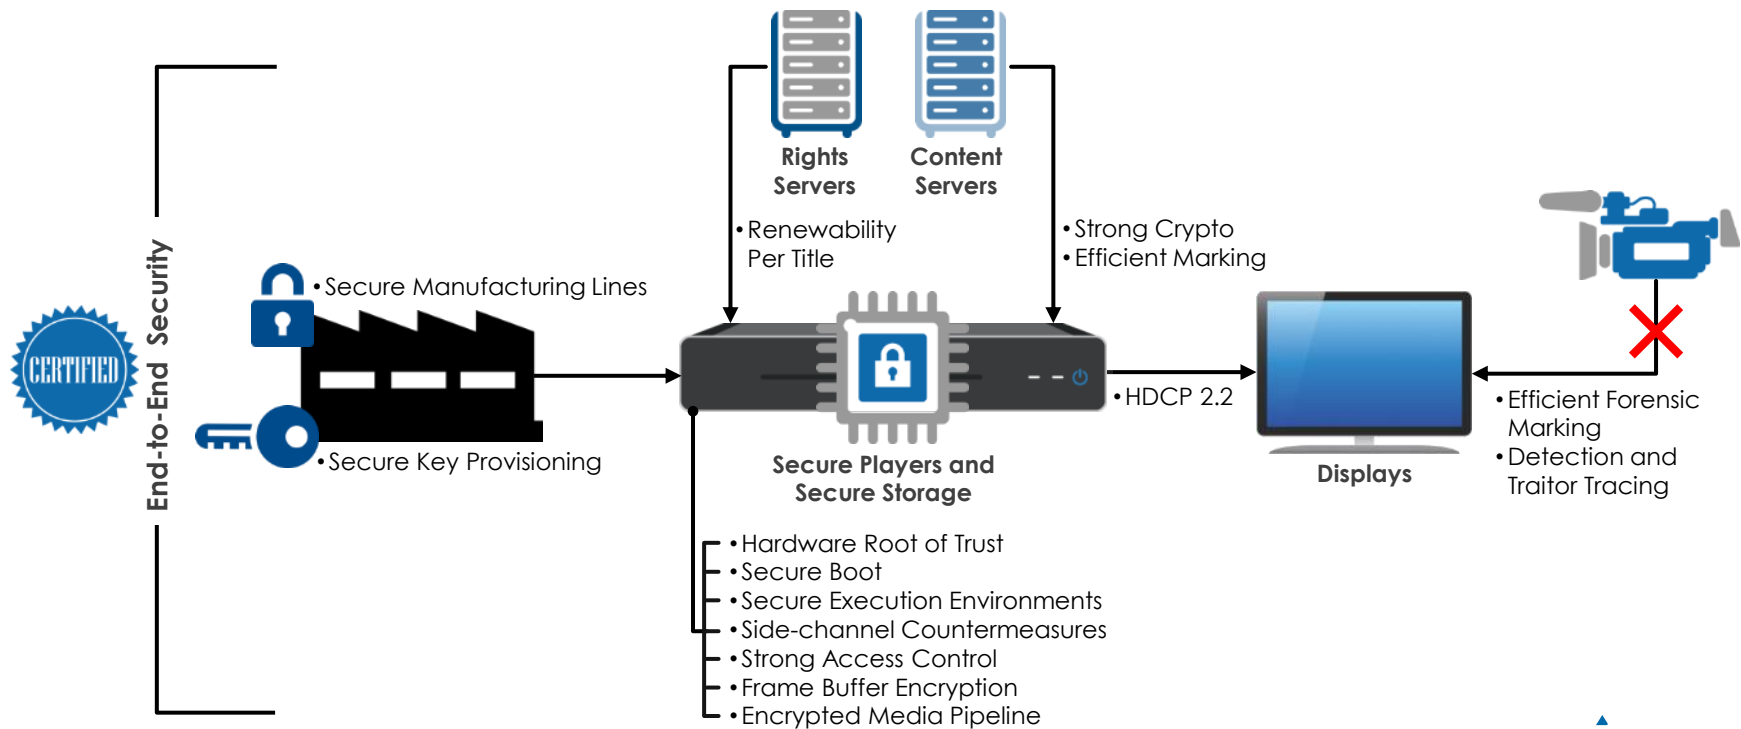 Rights
Servers
Content
Servers
• Renewability
Per Title
• Strong Crypto
• Efficient Marking
CERTIFIED
End-to-End Security
• Secure Manufacturing Lines
• Secure Key Provisioning
• HDCP 2.2
Secure Players and
Secure Storage
Displays
• Efficient Forensic
Marking
• Detection and
Traitor Tracing
• Hardware Root of Trust
• Secure Boot
• Secure Execution Environments
• Side-channel Countermeasures
• Strong Access Control
• Frame Buffer Encryption
• Encrypted Media Pipeline